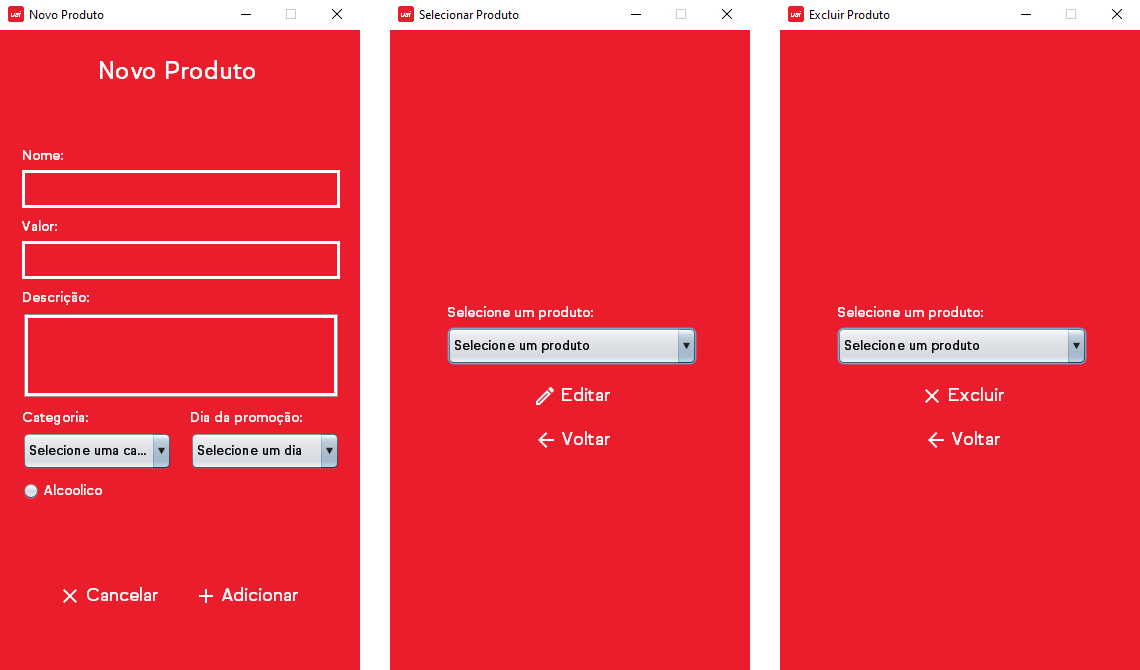 Novo Produto
Novo Produto
Nome:
Valor:
Descrição:
Categoria:
Dia da promoção:
Selecione uma ca...
Selecione um dia
Alcoolico
Cancelar
Adicionar
Selecionar Produto
Selecione um produto:
Selecione um produto
Editar
Voltar
Excluir Produto
Selecione um produto:
Selecione um produto
Excluir
Voltar